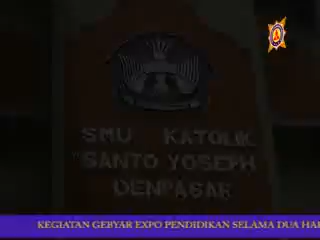 SMU KATOLIK
"SANTO YOSEPH
DENPASAR
KEGIATAN GEBYAR EXPO PENDIDIKAN SELAMA DUA HAR